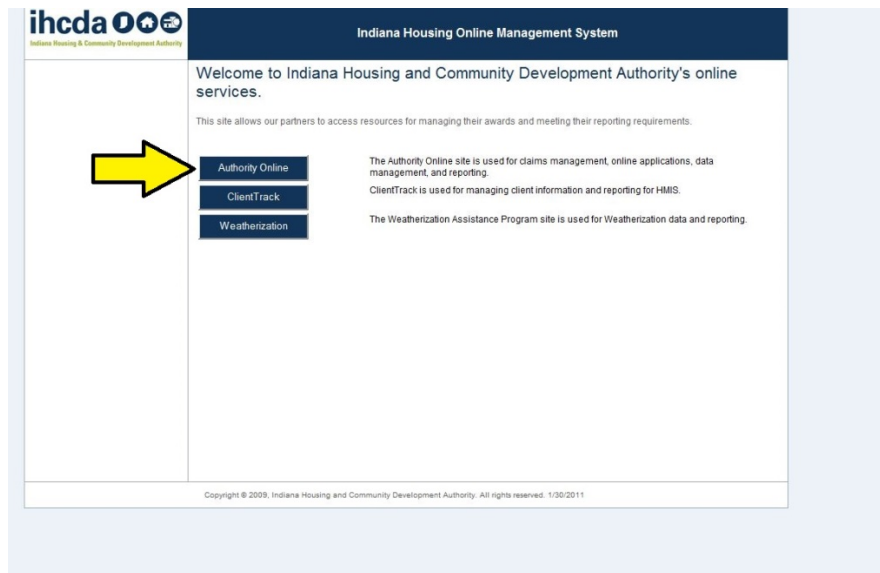 ihcda
Indiana Housing & Community Development Authority
Indiana Housing Online Management System
Welcome to Indiana Housing and Community Development Authority's online
services.
This site allows our partners to access resources for managing their awards and meeting their reporting requirements.
Authority Online
The Authority Online site is used for claims management, online applications, data
management, and reporting.
ClientTrack
ClientTrack is used for managing client information and reporting for HMIS.
Weatherization
The Weatherization Assistance Program site is used for Weatherization data and reporting.
Copyright © 2009, Indiana Housing and Community Development Authority. All rights reserved. 1/30/2011